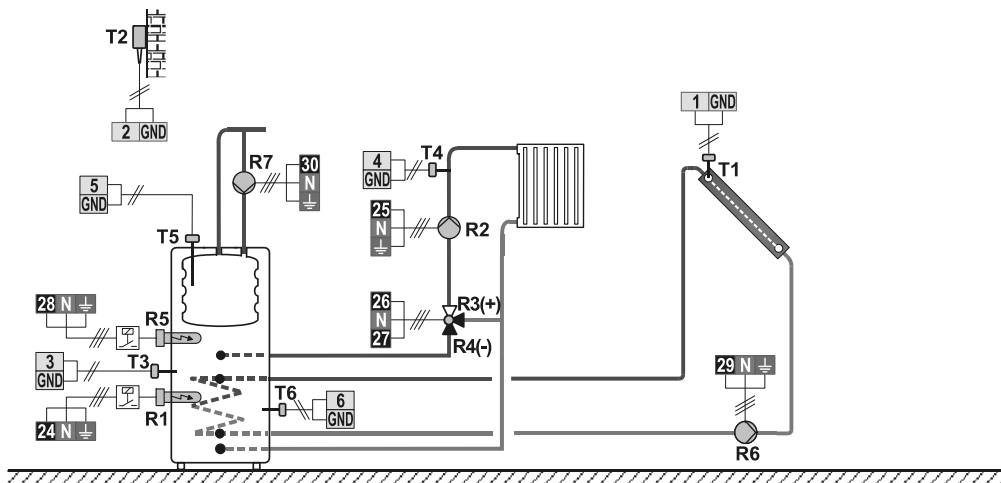 T2
2 GND
1 GND
T1
R7
30
N
4
GND
T4
5
GND
25
N
R2
T5
28 N
R5
26
N
27
R3(+)
R4(-)
3
GND
T3
29 N
R1
T6
6
GND
24 N
R6